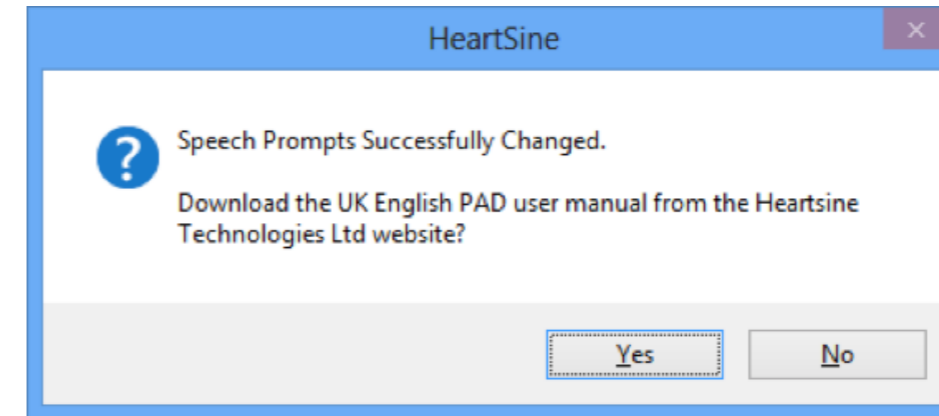 HeartSine
Speech Prompts Successfully Changed.
Download the UK English PAD user manual from the Heartsine
Technologies Ltd website?
Yes
No